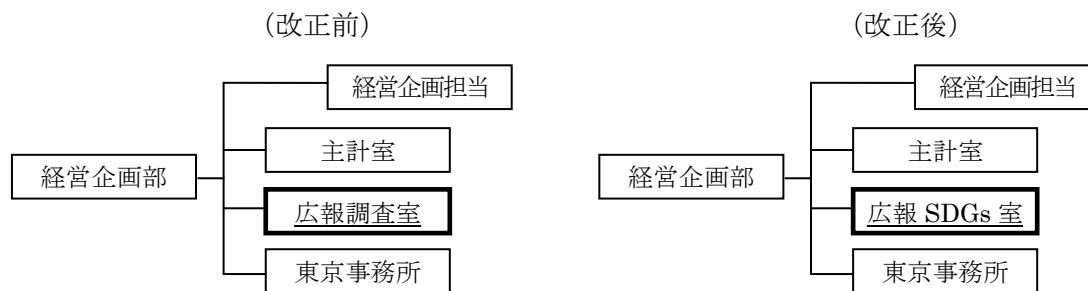 (改正前)
経営企画担当
主計室
経営企画部
広報調査室
東京事務所
(改正後)
経営企画担当
主計室
経営企画部
広報 SDGs 室
東京事務所